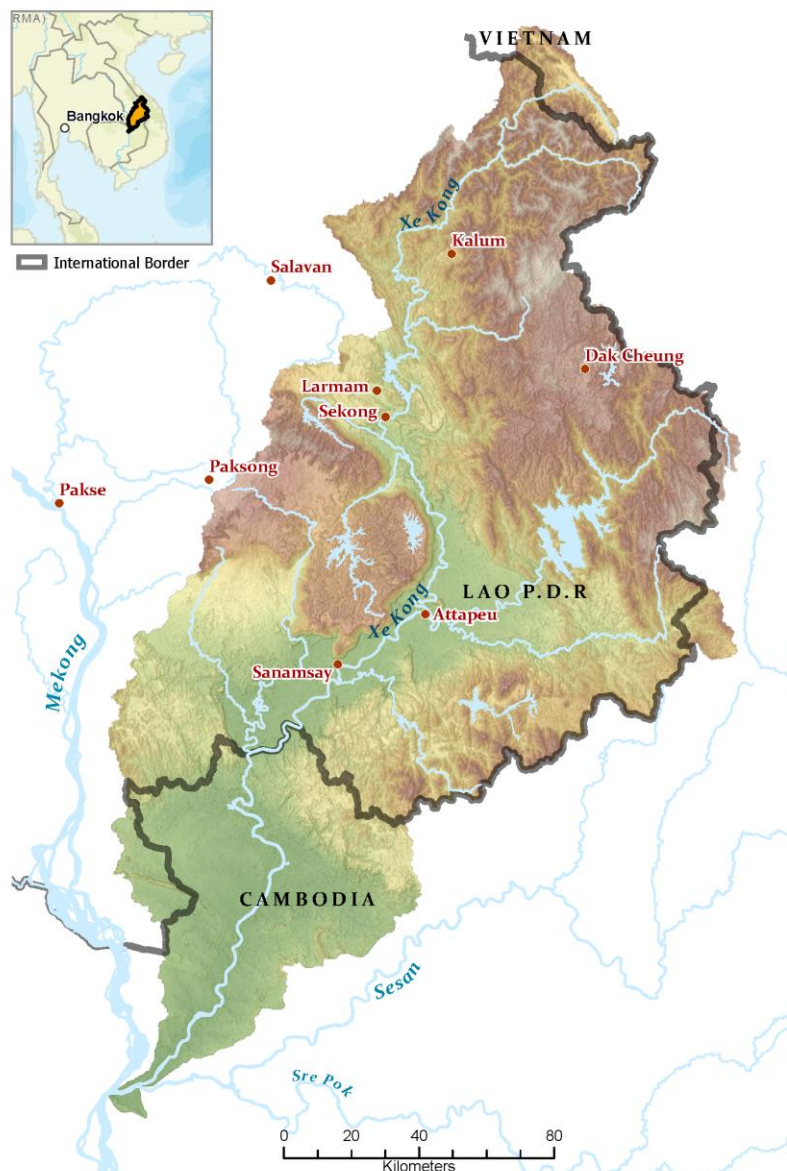 RMA)
VIETNAM
Bangkok
International Border
Xe Kong
Kalum
Salavan
Dak Cheung
Larmam
Sekong
Paksong
Pakse
LAO P.D.R
Xe Kong
Attapeu
Mekong
Sanamsay
CAMBODIA
Sesan
Sre Pok
0 20 40 80
Kilometers